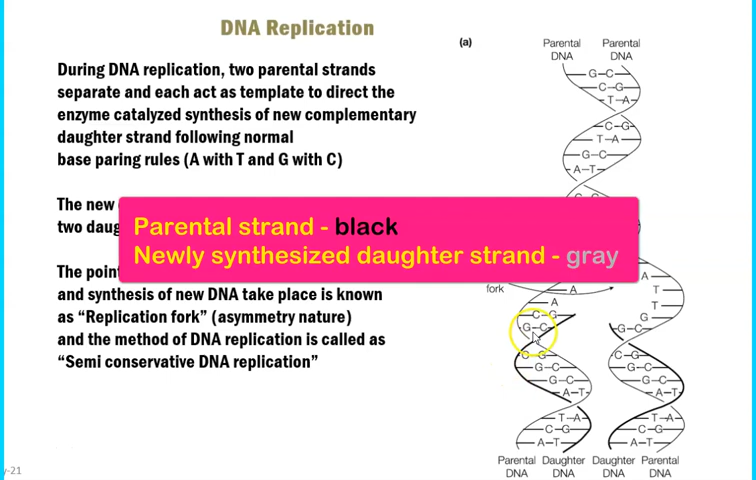 DNA Replication
During DNA replication, two parental strands
separate and each act as template to direct the
enzyme catalyzed synthesis of new complementary
daughter strand following normal
base paring rules (A with T and G with C)
The new
two daug
Parental strand - black
Newly synthesized daughter strand - gray
The point
and synthesis of new DNA take place is known
as “Replication fork” (asymmetry nature)
and the method of DNA replication is called as
“Semi conservative DNA replication”
y-21
(a)
Parental DNA
Parental DNA
G-C
C-G
T-A
C-G
T-A
G-C
A-T
fork
A
A
C-G
G-C
C-G
G-C
G-C
A-T
T-A
C-G
A-T
A
T
T
G
G-C
C-G
G-C
G-C
A-T
T-A
C-G
A-T
Parental DNA
Daughter DNA
Daughter DNA
Parental DNA